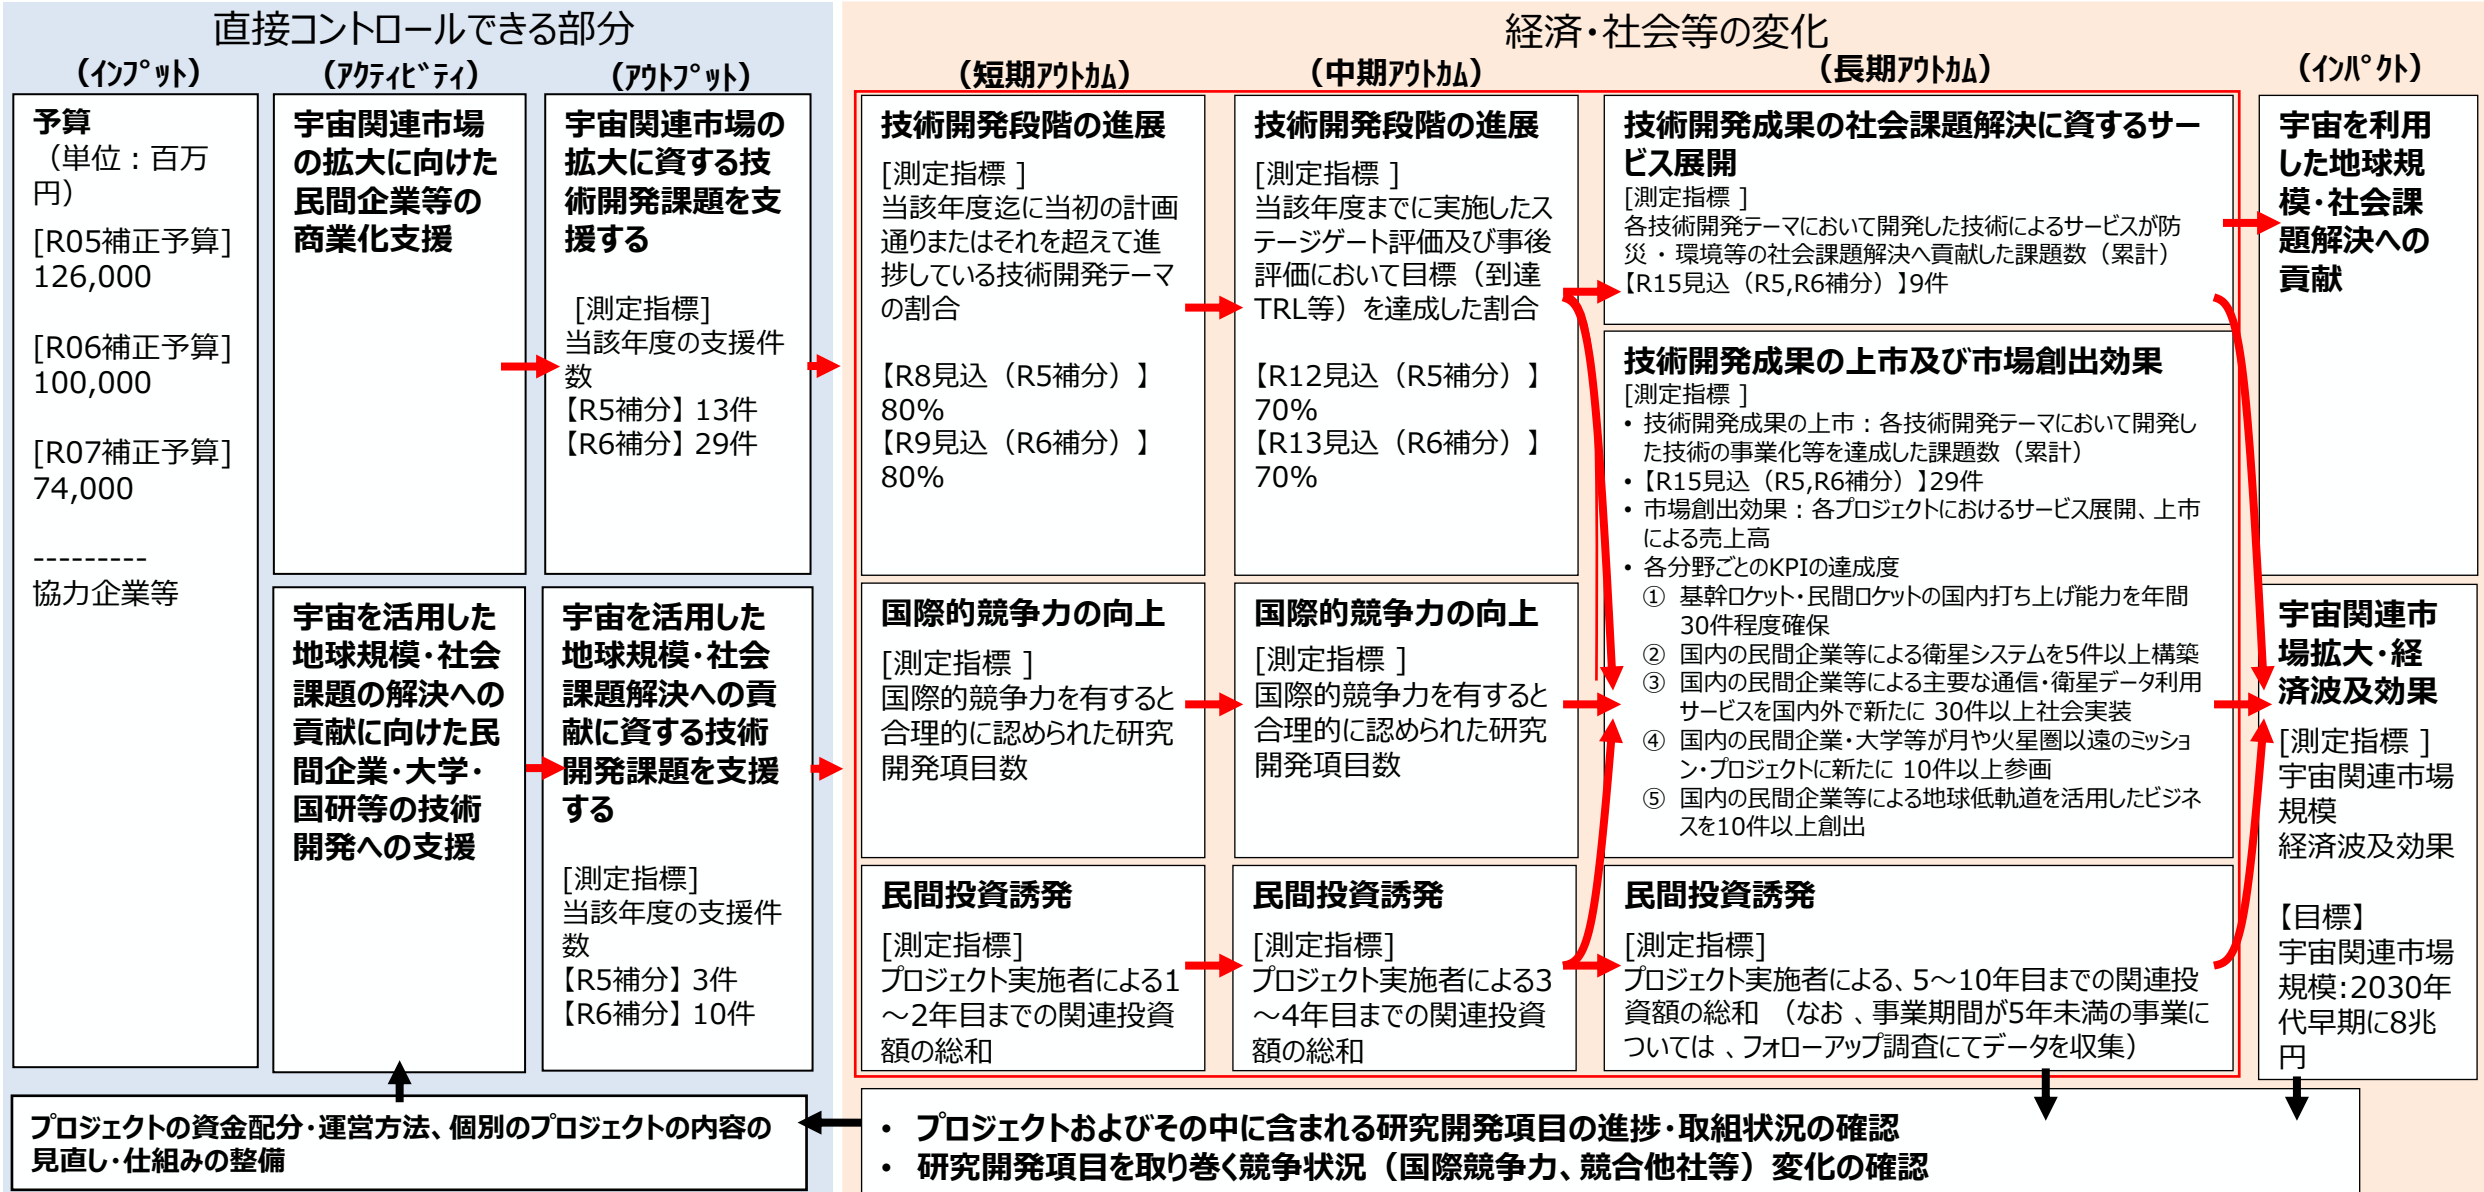 直接コントロールできる部分
経済・社会等の変化
（ｲﾝﾌﾟｯﾄ）
（ｱｸﾃｨﾋﾞﾃｨ）
（ｱｳﾄﾌﾟｯﾄ）
（短期ｱｳﾄｶﾑ）
（中期ｱｳﾄｶﾑ）
（長期ｱｳﾄｶﾑ）
（ｲﾝﾊﾟｸﾄ）
予算
（単位：百万
円）
[R05補正予算]
126,000
[R06補正予算]
100,000
[R07補正予算]
74,000
---------
協力企業等
宇宙関連市場
の拡大に向けた
民間企業等の
商業化支援
宇宙関連市場の
拡大に資する技
術開発課題を支
援する
[測定指標]
当該年度の支援件
数
【R5補分】13件
【R6補分】29件
宇宙を活用した
地球規模・社会
課題の解決への
貢献に向けた民
間企業・大学・
国研等の技術
開発への支援
宇宙を活用した
地球規模・社会
課題解決への貢
献に資する技術
開発課題を支援
する
[測定指標]
当該年度の支援件
数
【R5補分】3件
【R6補分】10件
技術開発段階の進展
[測定指標 ]
当該年度迄に当初の計画
通りまたはそれを超えて進
捗している技術開発テーマ
の割合
【R8見込（R5補分）】
80%
【R9見込（R6補分）】
80%
国際的競争力の向上
[測定指標 ]
国際的競争力を有すると
合理的に認められた研究
開発項目数
民間投資誘発
[測定指標]
プロジェクト実施者による1
～2年目までの関連投資
額の総和
技術開発段階の進展
[測定指標 ]
当該年度までに実施したス
テージゲート評価及び事後
評価において目標（到達
TRL等）を達成した割合
【R12見込（R5補分）】
70%
【R13見込（R6補分）】
70%
国際的競争力の向上
[測定指標 ]
国際的競争力を有すると
合理的に認められた研究
開発項目数
民間投資誘発
[測定指標]
プロジェクト実施者による3
～4年目までの関連投資
額の総和
技術開発成果の社会課題解決に資するサー
ビス展開
[測定指標 ]
各技術開発テーマにおいて開発した技術によるサービスが防
災 ・ 環境等の社会課題解決へ貢献した課題数（累計）
【R15見込（R5,R6補分）】9件
技術開発成果の上市及び市場創出効果
[測定指標 ]
• 技術開発成果の上市：各技術開発テーマにおいて開発し
た技術の事業化等を達成した課題数（累計）
• 【R15見込（R5,R6補分）】29件
• 市場創出効果：各プロジェクトにおけるサービス展開、上市
による売上高
• 各分野ごとのKPIの達成度
① 基幹ロケット・民間ロケットの国内打ち上げ能力を年間
30件程度確保
② 国内の民間企業等による衛星システムを5件以上構築
③ 国内の民間企業等による主要な通信・衛星データ利用
サービスを国内外で新たに 30件以上社会実装
④ 国内の民間企業・大学等が月や火星圏以遠のミッショ
ン・プロジェクトに新たに 10件以上参画
⑤ 国内の民間企業等による地球低軌道を活用したビジネ
スを10件以上創出
民間投資誘発
[測定指標]
プロジェクト実施者による、5～10年目までの関連投
資額の総和 （なお 、事業期間が5年未満の事業に
ついては 、フォローアップ調査にてデータを収集）
宇宙を利用
した地球規
模・社会課
題解決への
貢献
宇宙関連市
場拡大・経
済波及効果
[測定指標 ]
宇宙関連市場
規模
経済波及効果
【目標】
宇宙関連市場
規模:2030年
代早期に8兆
円
プロジェクトの資金配分・運営方法、個別のプロジェクトの内容の
見直し・仕組みの整備
• プロジェクトおよびその中に含まれる研究開発項目の進捗・取組状況の確認
• 研究開発項目を取り巻く競争状況（国際競争力、競合他社等）変化の確認